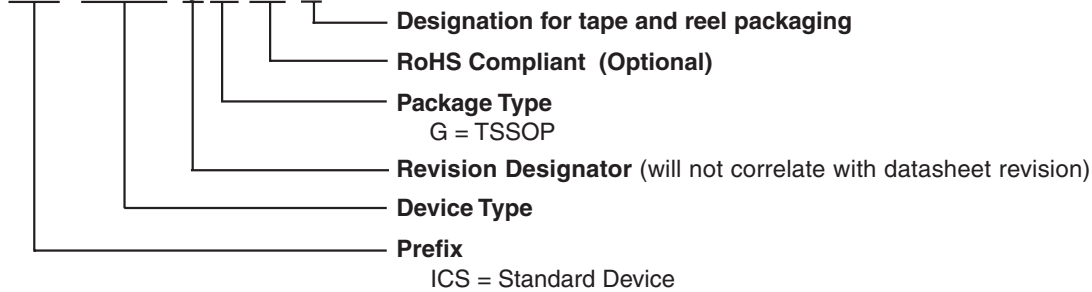 Designation for tape and reel packaging
RoHS Compliant (Optional)
Package Type
G = TSSOP
Revision Designator (will not correlate with datasheet revision)
Device Type
Prefix
ICS = Standard Device